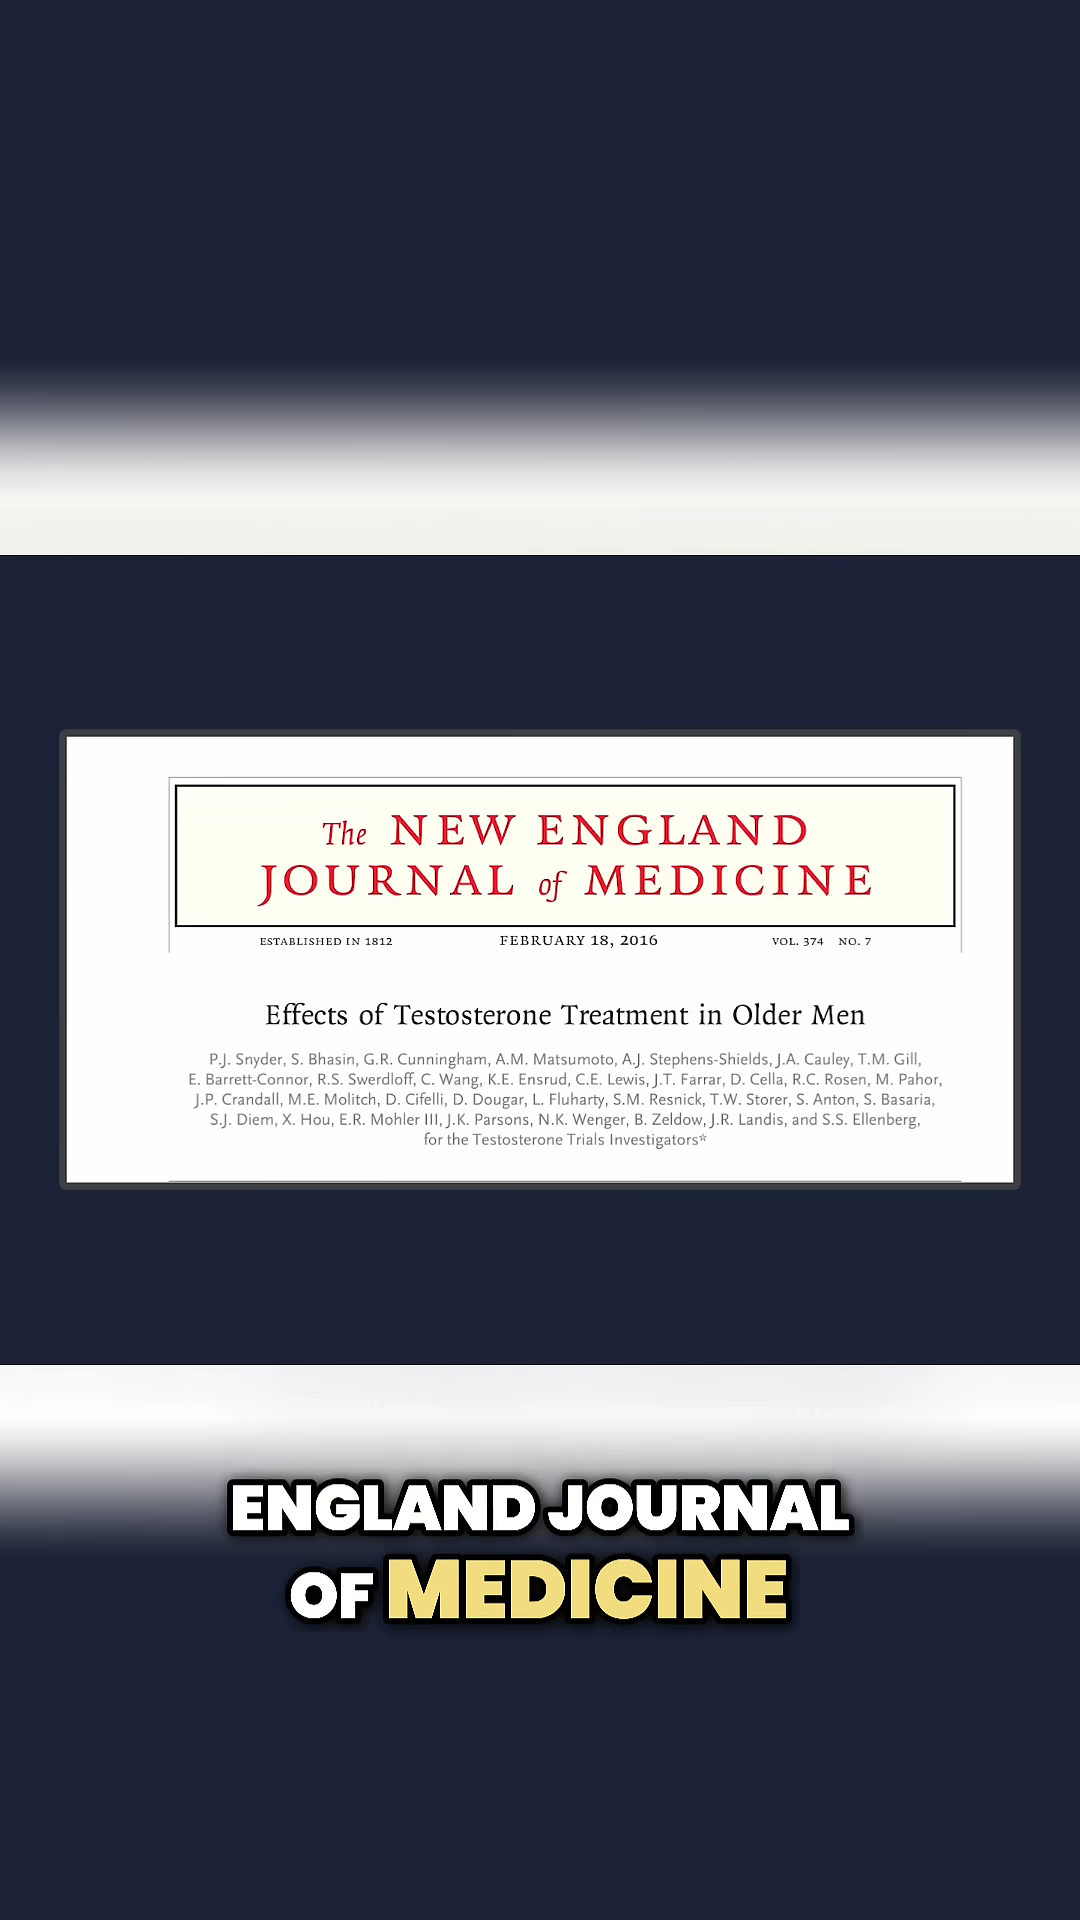 The NEW ENGLAND
JOURNAL of MEDICINE
ESTABLISHED IN 1812 FEBRUARY 18, 2016 VOL. 374 NO. 7
Effects of Testosterone Treatment in Older Men
P.J. Snyder, S. Bhasin, G.R. Cunningham, A.M. Matsumoto, A.J. Stephens-Shields, J.A. Cauley, T.M. Gill,
E. Barrett-Connor, R.S. Swerdloff, C. Wang, K.E. Ensrud, C.E. Lewis, J.T. Farrar, D. Cella, R.C. Rosen, M. Pahor,
J.P. Crandall, M.E. Molitch, D. Cifelli, D. Dougar, L. Fluharty, S.M. Resnick, T.W. Storer, S. Anton, S. Basaria,
S.J. Diem, X. Hou, E.R. Mohler III, J.K. Parsons, N.K. Wenger, B. Zeldow, J.R. Landis, and S.S. Ellenberg,
for the Testosterone Trials Investigators*
ENGLAND JOURNAL
OF MEDICINE